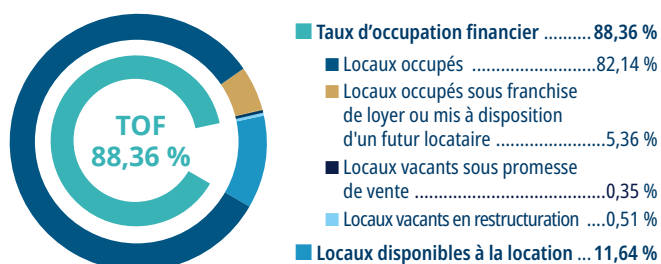 TOF
88,36 %
Taux d'occupation financier ..........88,36 %
Locaux occupés .....................82,14 %
Locaux occupés sous franchise
de loyer ou mis à disposition
d'un futur locataire ..................5,36 %
Locaux vacants sous promesse
de vente ...............................0,35 %
Locaux vacants en restructuration ....0,51 %
Locaux disponibles à la location ...11,64 %